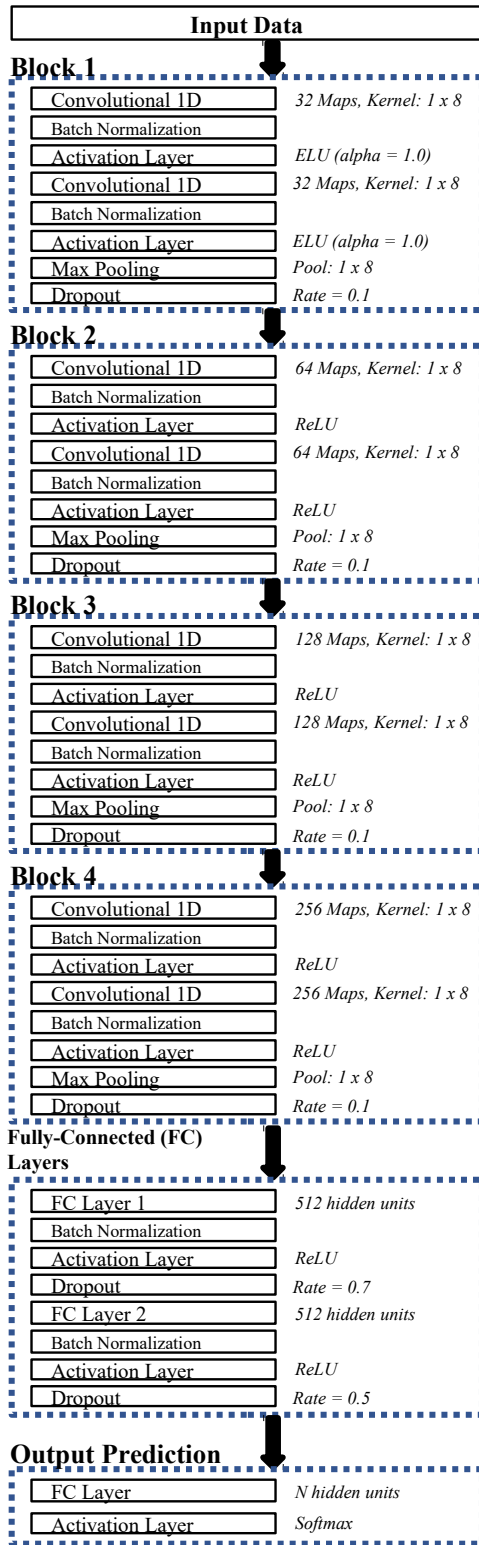 Input Data
Block 1
Convolutional 1D 32 Maps, Kernel: 1 x 8
Batch Normalization
Activation Layer ELU (alpha = 1.0)
Convolutional 1D 32 Maps, Kernel: 1 x 8
Batch Normalization
Activation Layer ELU (alpha = 1.0)
Max Pooling Pool: 1 x 8
Dropout Rate = 0.1
Block 2
Convolutional 1D 64 Maps, Kernel: 1 x 8
Batch Normalization
Activation Layer ReLU
Convolutional 1D 64 Maps, Kernel: 1 x 8
Batch Normalization
Activation Layer ReLU
Max Pooling Pool: 1 x 8
Dropout Rate = 0.1
Block 3
Convolutional 1D 128 Maps, Kernel: 1 x 8
Batch Normalization
Activation Layer ReLU
Convolutional 1D 128 Maps, Kernel: 1 x 8
Batch Normalization
Activation Layer ReLU
Max Pooling Pool: 1 x 8
Dropout Rate = 0.1
Block 4
Convolutional 1D 256 Maps, Kernel: 1 x 8
Batch Normalization
Activation Layer ReLU
Convolutional 1D 256 Maps, Kernel: 1 x 8
Batch Normalization
Activation Layer ReLU
Max Pooling Pool: 1 x 8
Dropout Rate = 0.1
Fully-Connected (FC)
Layers
FC Layer 1 512 hidden units
Batch Normalization
Activation Layer ReLU
Dropout Rate = 0.7
FC Layer 2 512 hidden units
Batch Normalization
Activation Layer ReLU
Dropout Rate = 0.5
Output Prediction
FC Layer N hidden units
Activation Layer Softmax